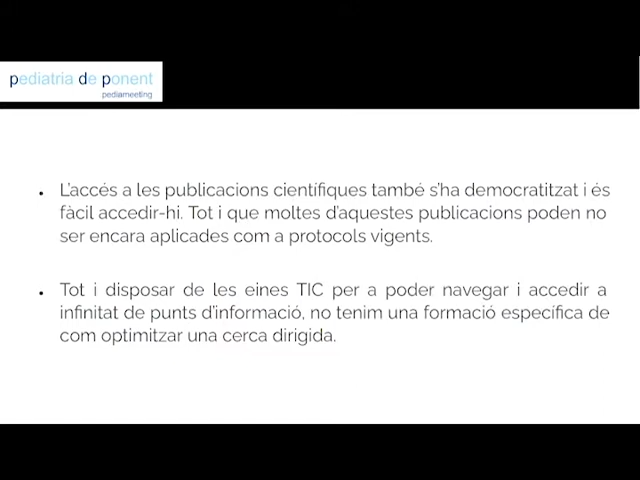 pediatria de ponent
pediameeting
• L'accés a les publicacions científiques també s'ha democratitzat i és
fàcil accedir-hi. Tot i que moltes d'aquestes publicacions poden no
ser encara aplicades com a protocols vigents.
• Tot i disposar de les eines TIC per a poder navegar i accedir a
infinitat de punts d'informació, no tenim una formació específica de
com optimitzar una cerca dirigida.